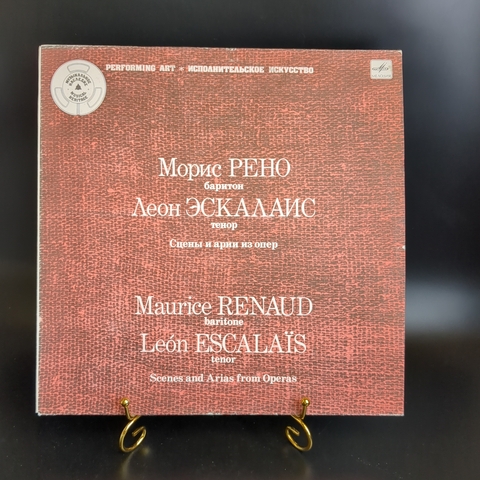 PERFORMING ART • ИСПОЛНИТЕЛЬСКОЕ ИСКУССТВО
Морис РЕНО
баритон
Леон ЭСКАЛАИС
тенор
Сцены и арии из опер
Maurice RENAUD
baritone
León ESCALAÏS
tenor
Scenes and Arias from Operas